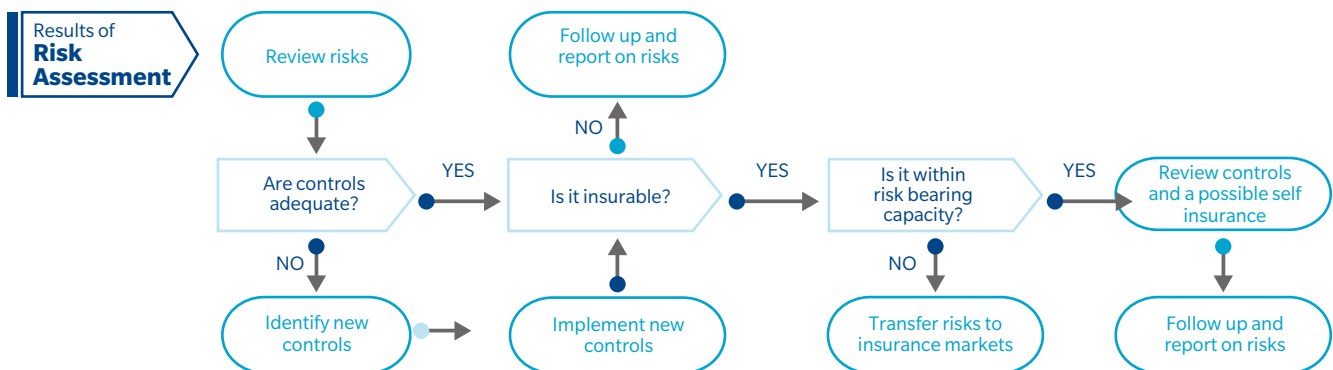 Results of
Risk
Assessment
Review risks
Follow up and
report on risks
NO
Are controls
adequate?
YES
Is it insurable?
YES
Is it within
risk bearing
capacity?
YES
Review controls
and a possible self
insurance
NO
NO
Identify new
controls
Implement new
controls
Transfer risks to
insurance markets
Follow up and
report on risks